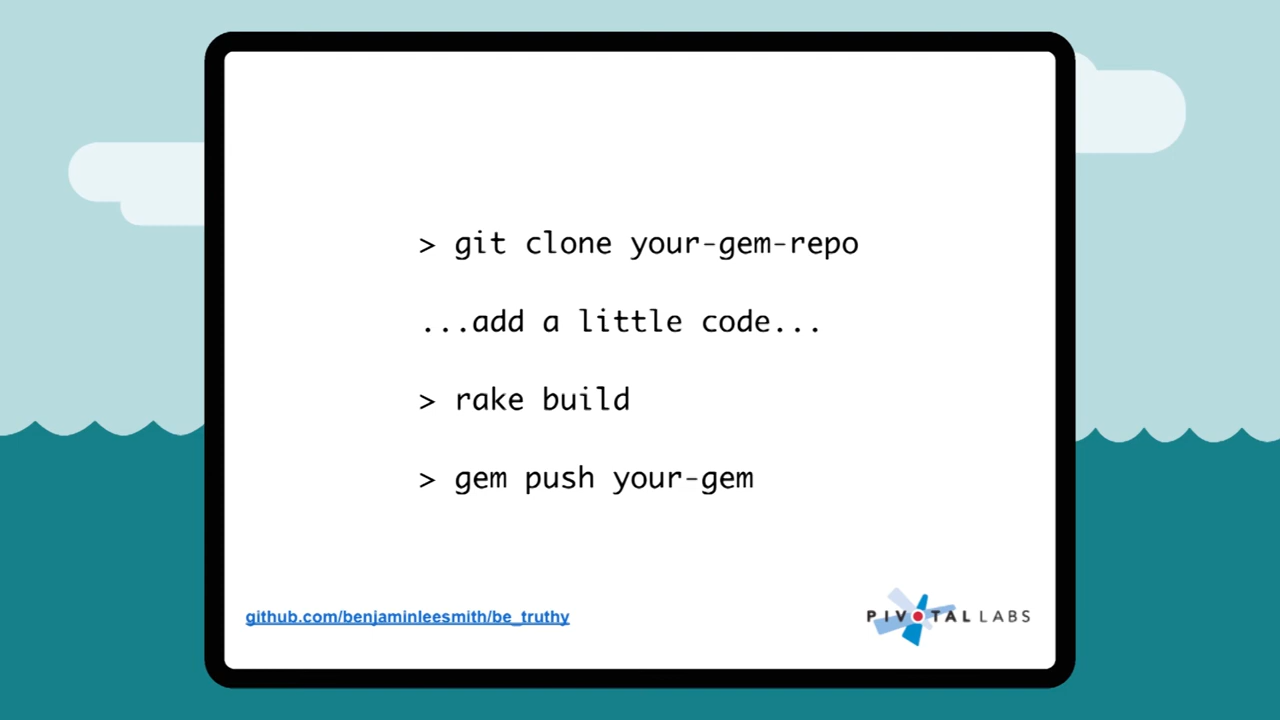 > git clone your-gem-repo
...add a little code...
> rake build
> gem push your-gem
github.com/benjaminleesmith/be_truthy
PIVOTAL LABS